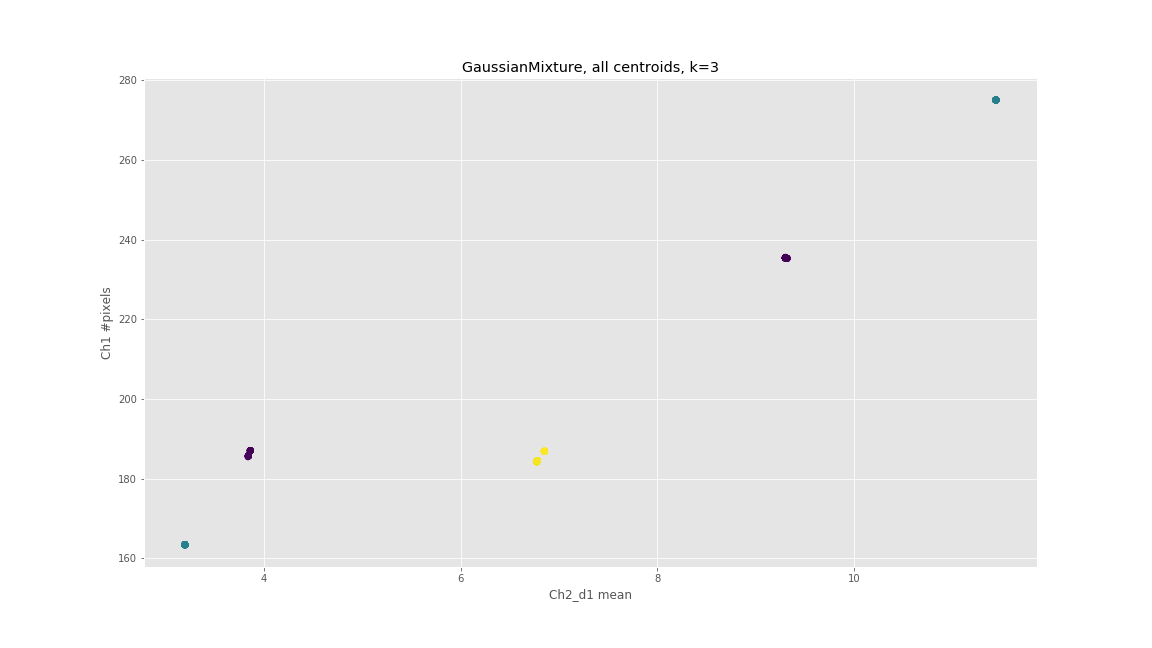 GaussianMixture, all centroids, k=3
280
260
240
220
200
180
160
Ch1 #pixels
4 6 8 10
Ch2_d1 mean